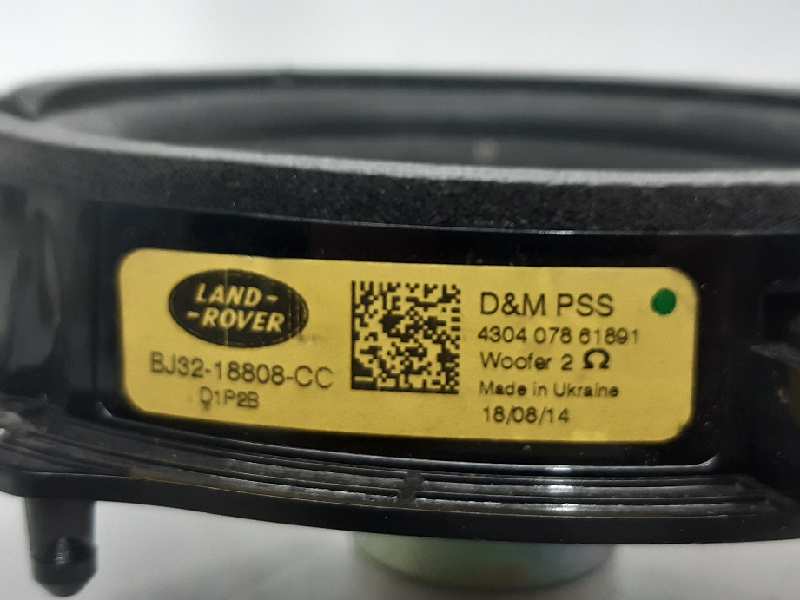 LAND-
-ROVER
BJ32-18808-CC
D1P2B
D&M PSS
4304 078 61891
Woofer 2 Ω
Made in Ukraine
18/08/14